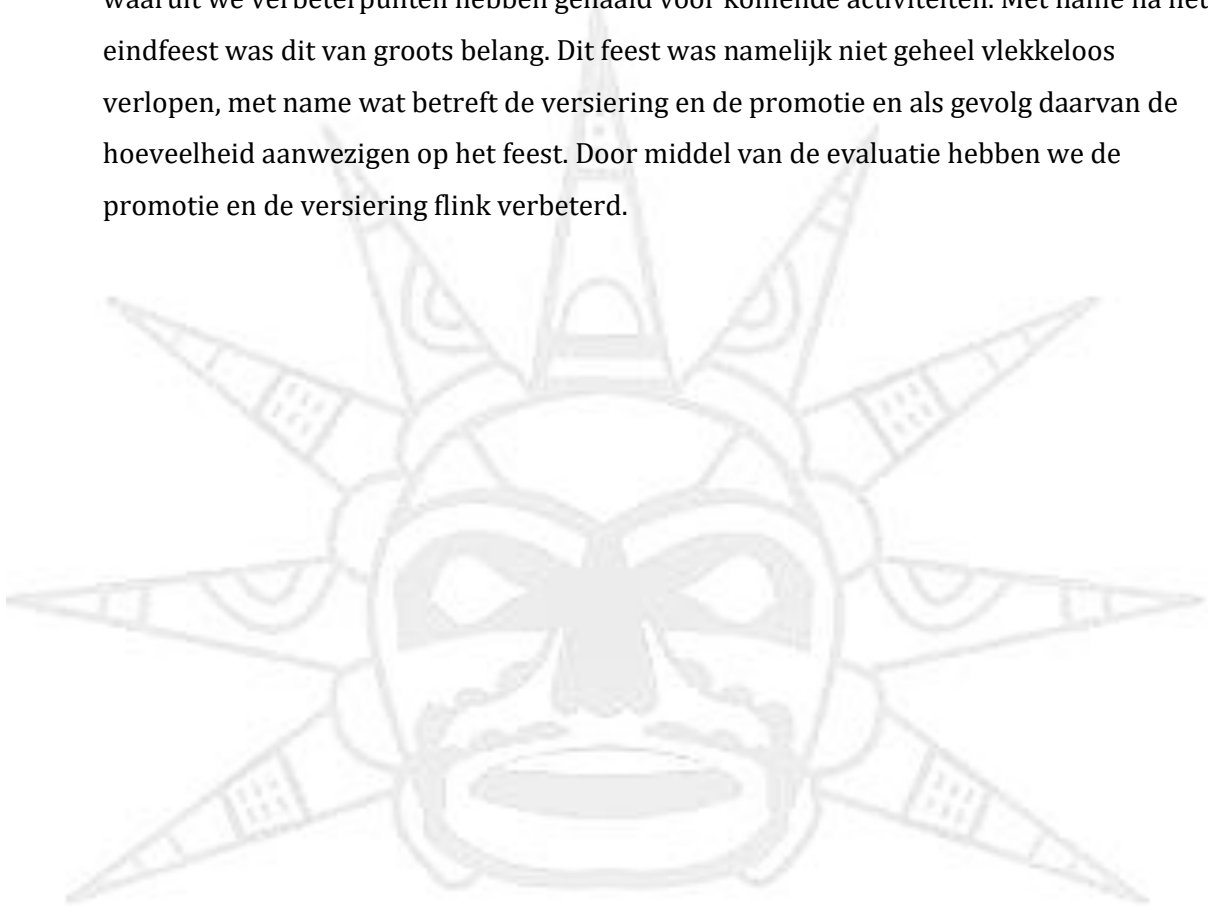 waaruit we verbeterpunten hebben gehaald voor komende activiteiten. Met name na het
eindfeest was dit van groots belang. Dit feest was namelijk niet geheel vlekkeloos
verlopen, met name wat betreft de versiering en de promotie en als gevolg daarvan de
hoeveelheid aanwezigen op het feest. Door middel van de evaluatie hebben we de
promotie en de versiering flink verbeterd.